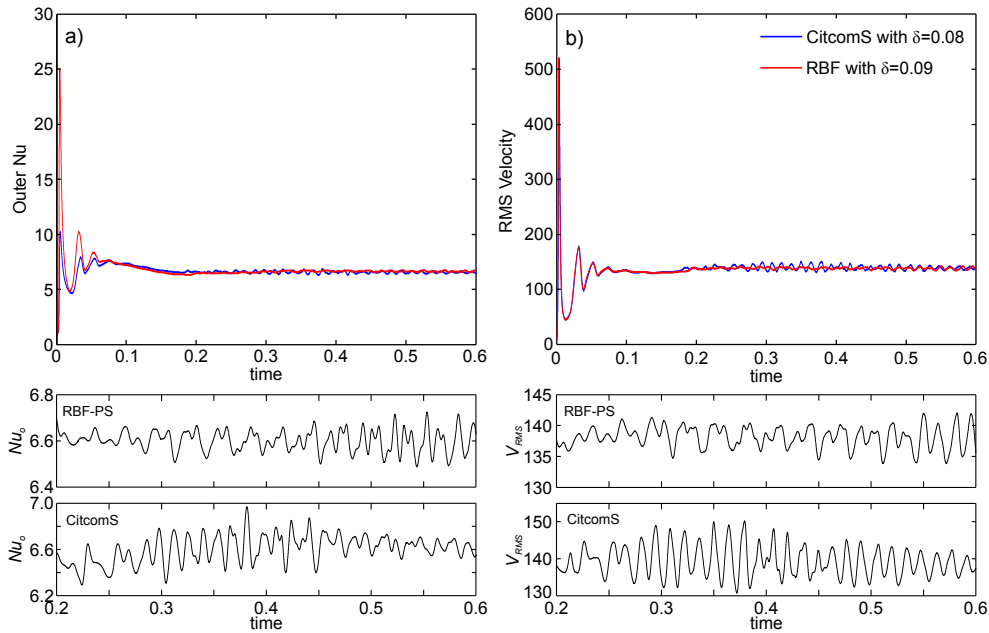 a)
30
25
20
15
10
5
0
Outer Nu
0 0.1 0.2 0.3 0.4 0.5 0.6
time
b)
CitcomS with δ=0.08
RBF with δ=0.09
600
500
400
300
200
100
0
RMS Velocity
0 0.1 0.2 0.3 0.4 0.5 0.6
time
RBF-PS
6.8
6.6
6.4
Nuo
CitcomS
7.0
6.6
6.2
Nuo
0.2 0.3 0.4 0.5 0.6
time
RBF-PS
145
140
135
130
VRMS
CitcomS
150
140
130
VRMS
0.2 0.3 0.4 0.5 0.6
time